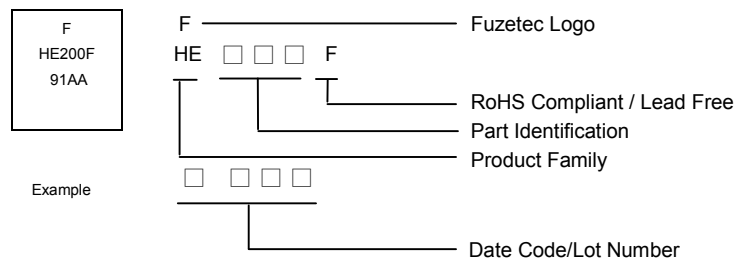 F
HE200F
91AA
Example
F Fuzetec Logo
HE □ □ □ F
RoHS Compliant / Lead Free
Part Identification
Product Family
□ □ □ □
Date Code/Lot Number